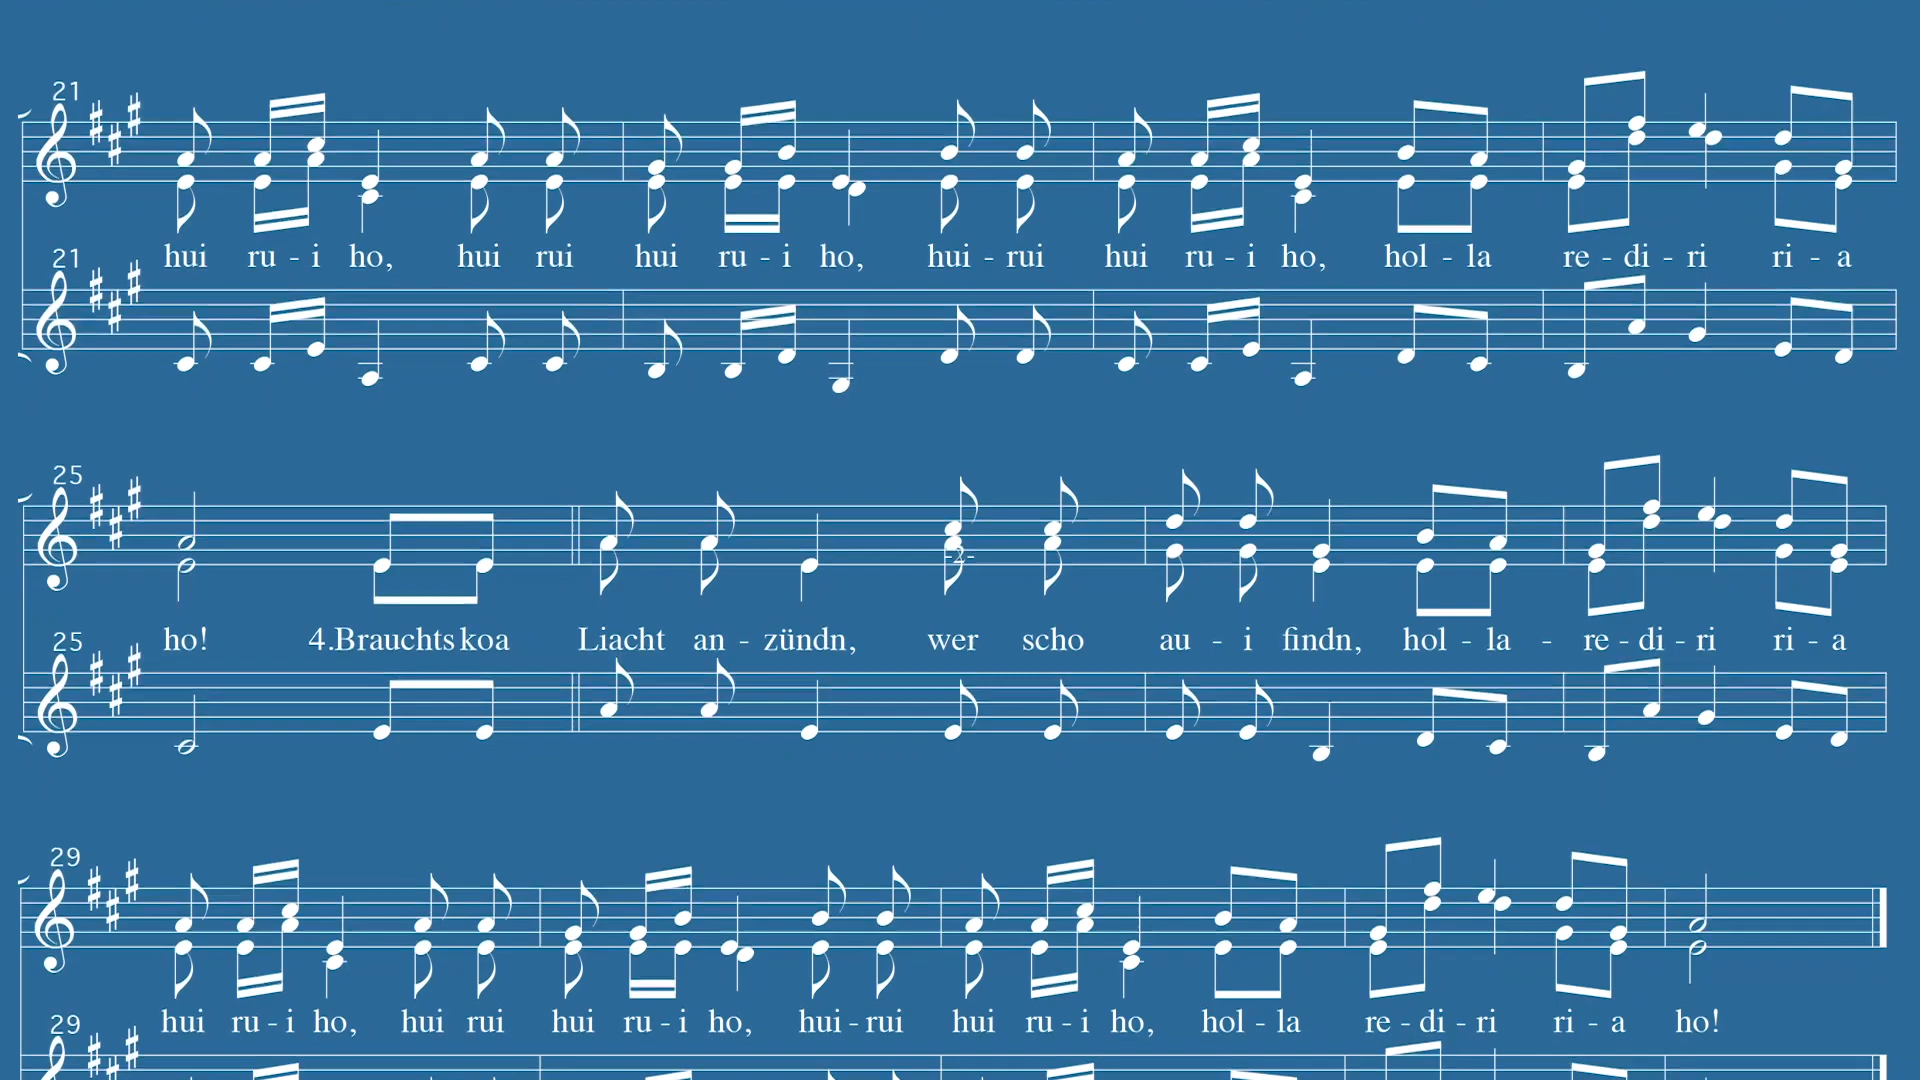 21
hui ru - i ho, hui rui hui ru - i ho, hui - rui hui ru - i ho, hol - la re - di - ri ri - a
21
25
-2-
ho! 4.Brauchts koa Liacht an - zündn, wer scho au - i findn, hol - la - re - di - ri ri - a
25
29
hui ru - i ho, hui rui hui ru - i ho, hui - rui hui ru - i ho, hol - la re - di - ri ri - a ho!
29